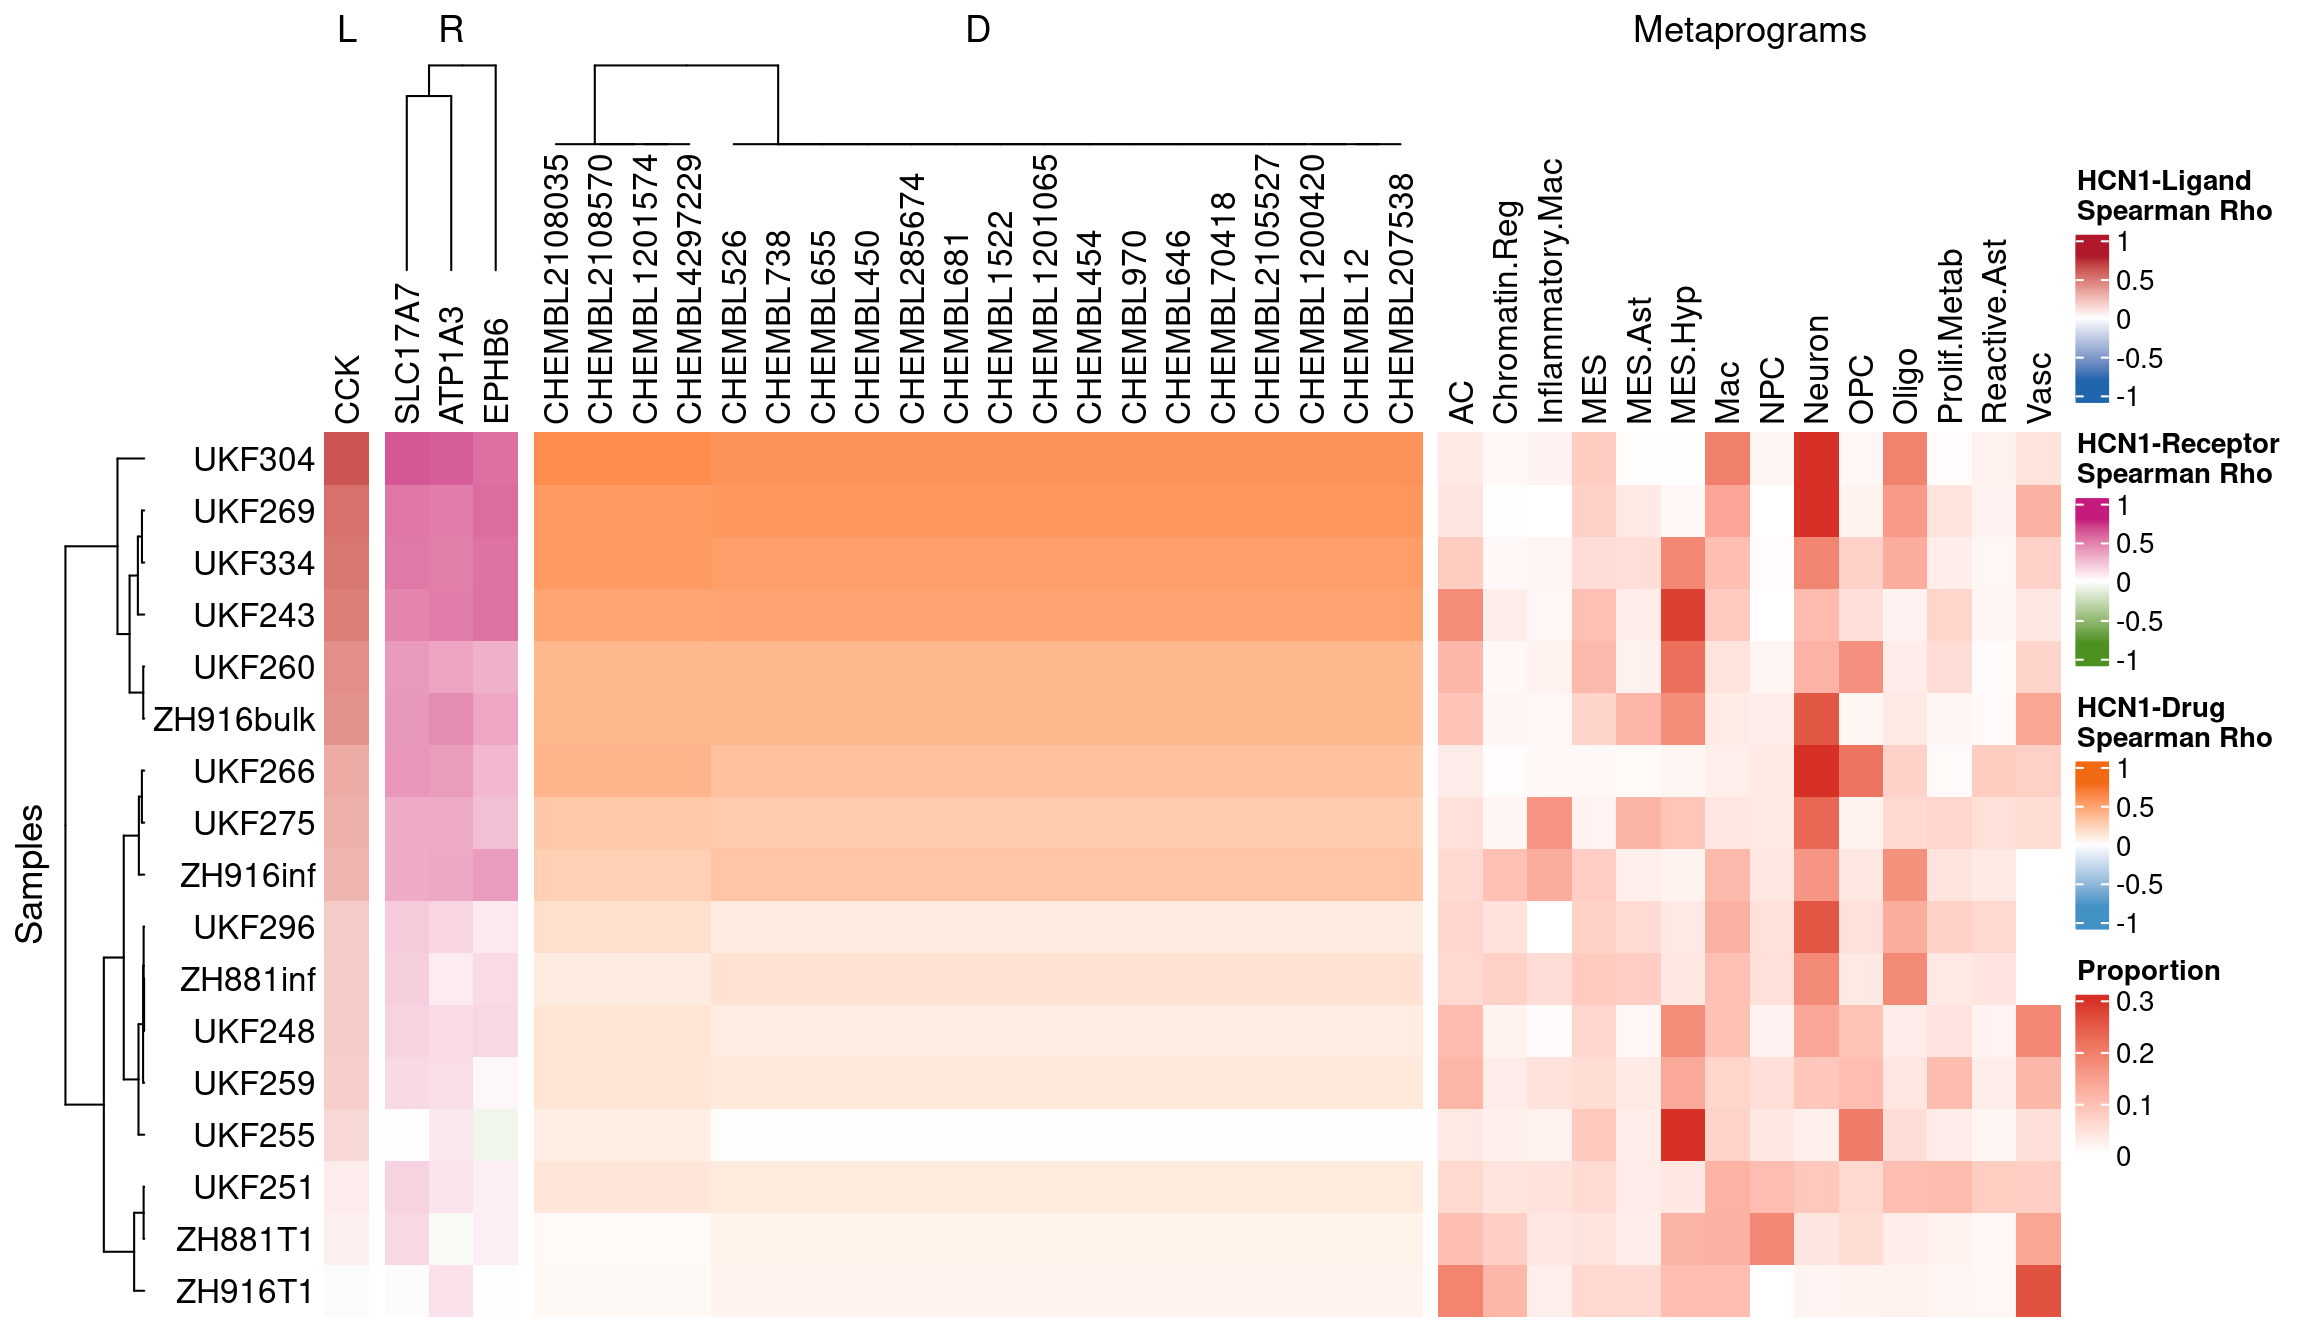 L R D Metaprograms
CCK
SLC17A7
ATP1A3
EPHB6
CHEMBL2108035
CHEMBL2108570
CHEMBL1201574
CHEMBL4297229
CHEMBL526
CHEMBL738
CHEMBL655
CHEMBL450
CHEMBL285674
CHEMBL681
CHEMBL1522
CHEMBL1201065
CHEMBL454
CHEMBL970
CHEMBL646
CHEMBL70418
CHEMBL2105527
CHEMBL1200420
CHEMBL12
CHEMBL207538
AC
Chromatin.Reg
Inflammatory.Mac
MES
MES.Ast
MES.Hyp
Mac
NPC
Neuron
OPC
Oligo
Prolif.Metab
Reactive.Ast
Vasc
Samples
UKF304
UKF269
UKF334
UKF243
UKF260
ZH916bulk
UKF266
UKF275
ZH916inf
UKF296
ZH881inf
UKF248
UKF259
UKF255
UKF251
ZH881T1
ZH916T1
HCN1-Ligand
Spearman Rho
1
0.5
0
-0.5
-1
HCN1-Receptor
Spearman Rho
1
0.5
0
-0.5
-1
HCN1-Drug
Spearman Rho
1
0.5
0
-0.5
-1
Proportion
0.3
0.2
0.1
0